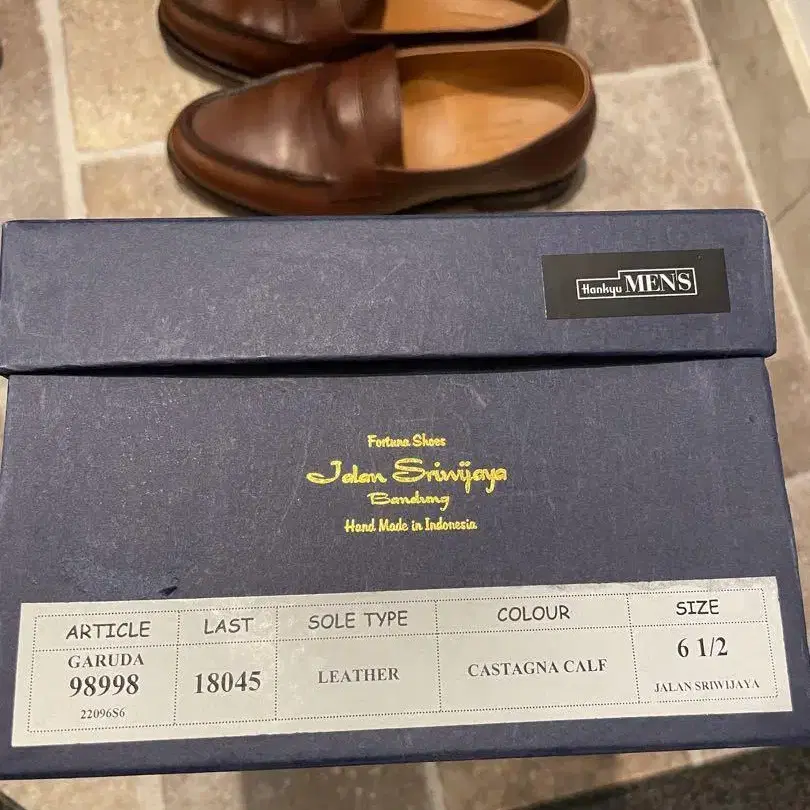 Hankyu MEN'S
Fortuna Shoes
Jalan Sriwijaya
Bandung
Hand Made in Indonesia
ARTICLE LAST SOLE TYPE COLOUR SIZE
GARUDA
98998 18045 LEATHER CASTAGNA CALF 6 1/2
22096S6 JALAN SRIWIJAYA